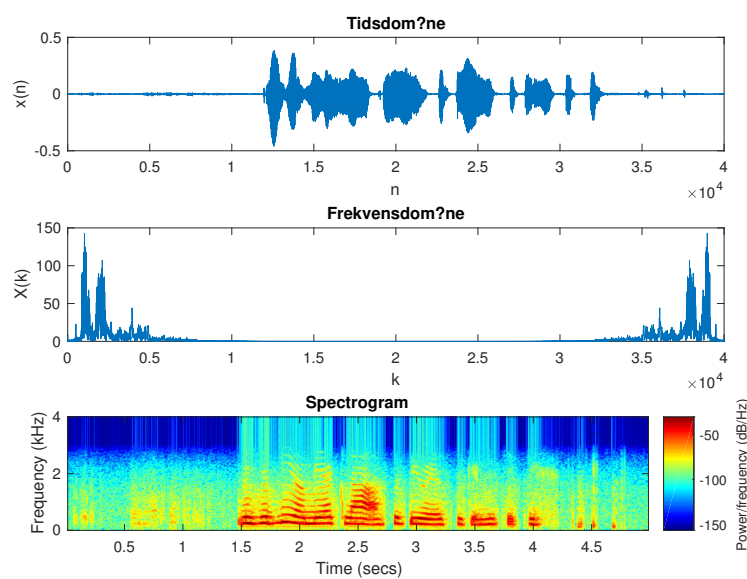 Tidsdom?ne
0.5
0
-0.5
x(n)
0 0.5 1 1.5 2 2.5 3 3.5 4
n
×10^4
Frekvensdom?ne
150
100
50
0
X(k)
0 0.5 1 1.5 2 2.5 3 3.5 4
k
×10^4
Spectrogram
4
2
0
Frequency (kHz)
0.5 1 1.5 2 2.5 3 3.5 4 4.5
Time (secs)
-50
-100
-150
Power/frequency (dB/Hz)